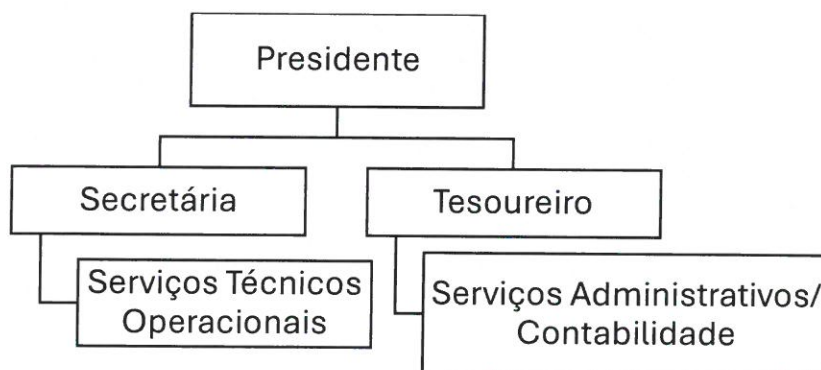 Presidente
Secretária
Tesoureiro
Serviços Técnicos
Operacionais
Serviços Administrativos/
Contabilidade